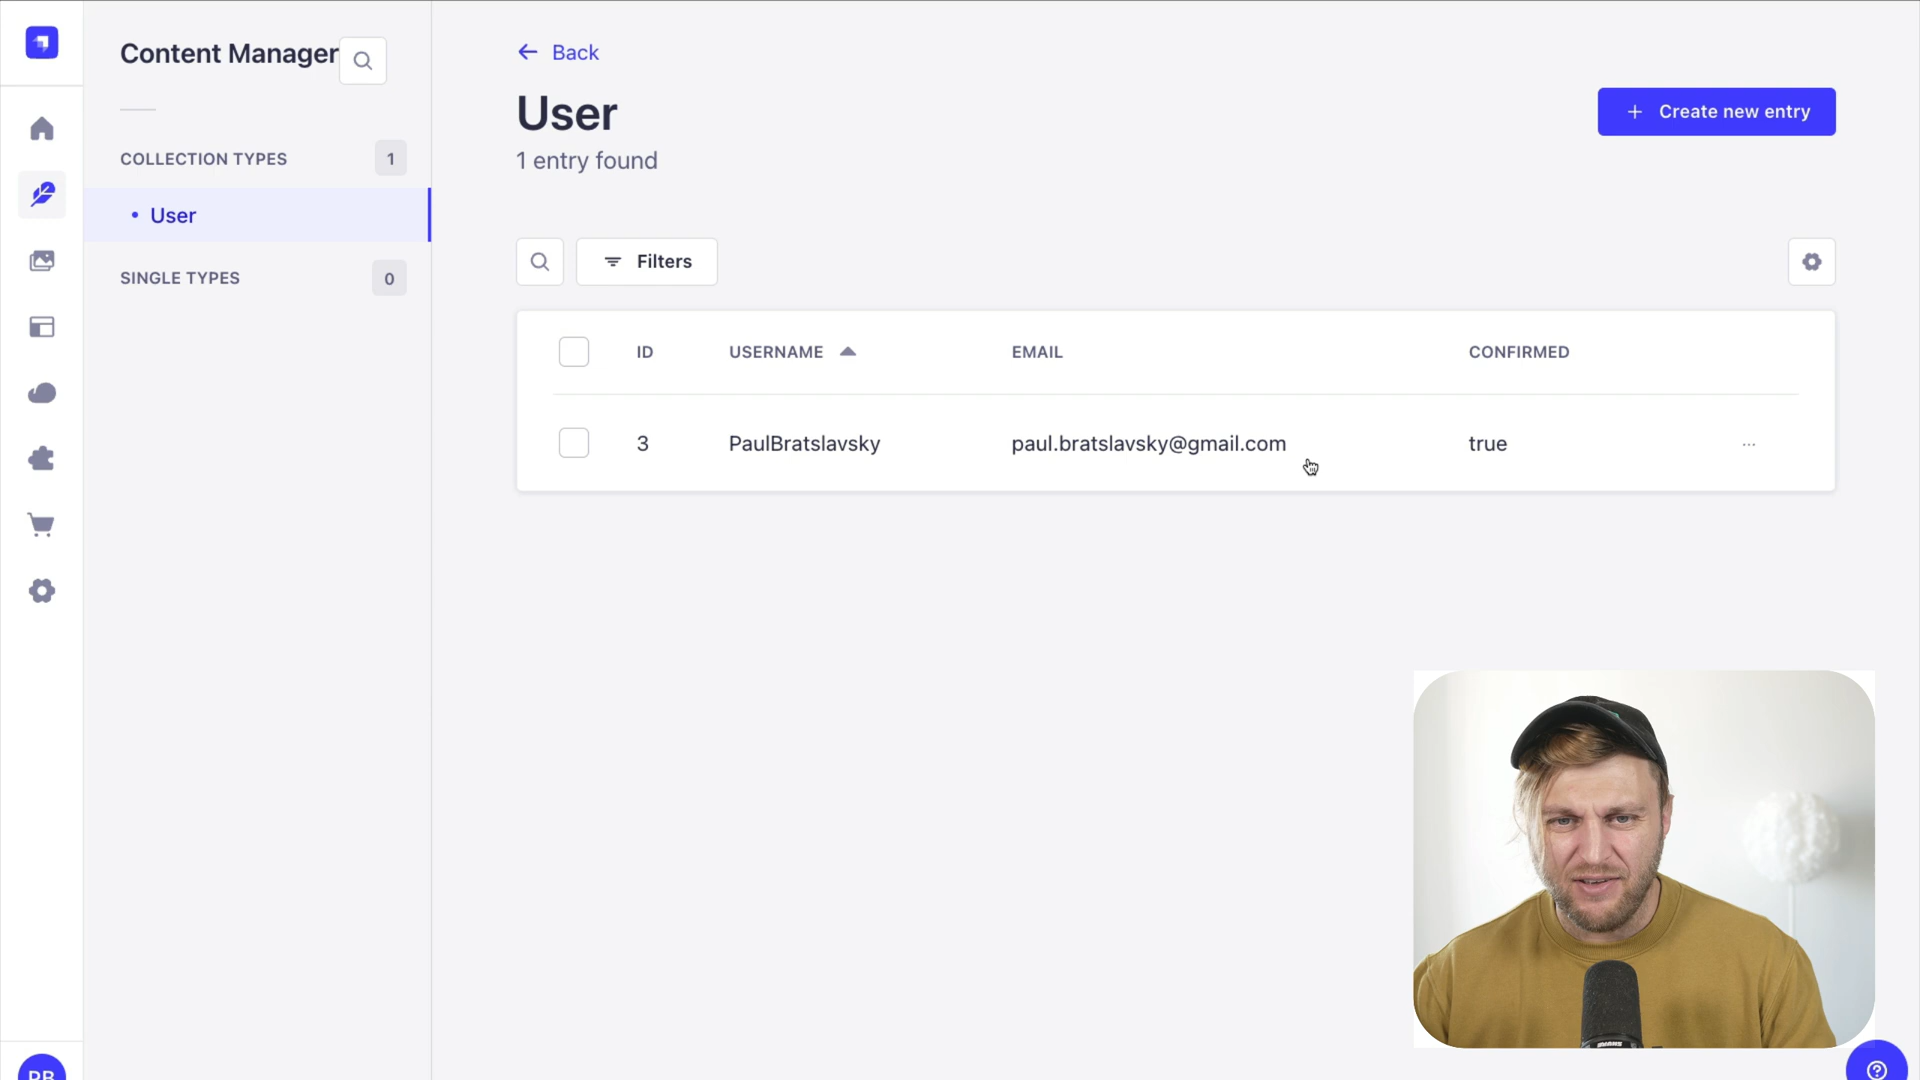 Content Manager
COLLECTION TYPES 1
• User
SINGLE TYPES 0
Back
User
1 entry found
+ Create new entry
Filters
ID USERNAME EMAIL CONFIRMED
3 PaulBratslavsky paul.bratslavsky@gmail.com true ...
PB